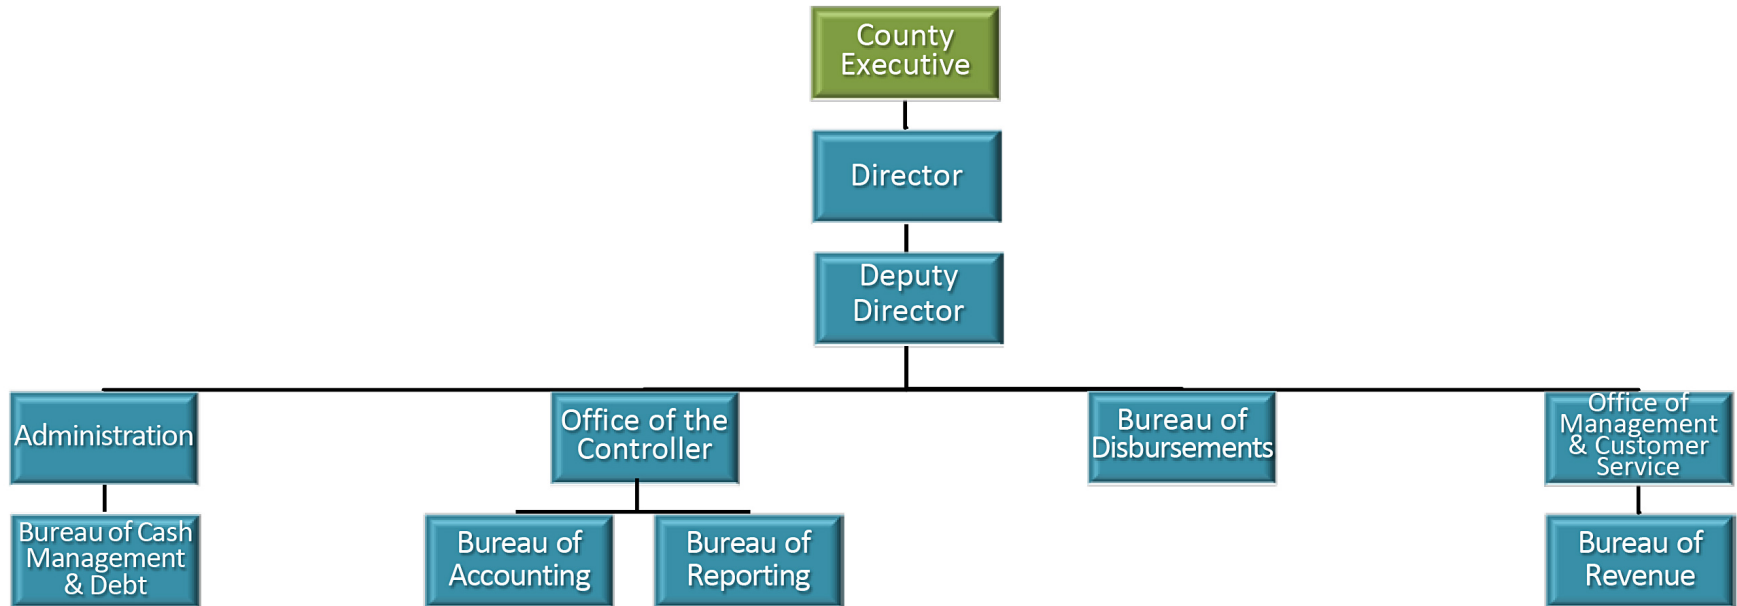 County
Executive
Director
Deputy
Director
Administration
Office of the
Controller
Bureau of
Disbursements
Office of
Management
& Customer
Service
Bureau of Cash
Management
& Debt
Bureau of
Accounting
Bureau of
Reporting
Bureau of
Revenue